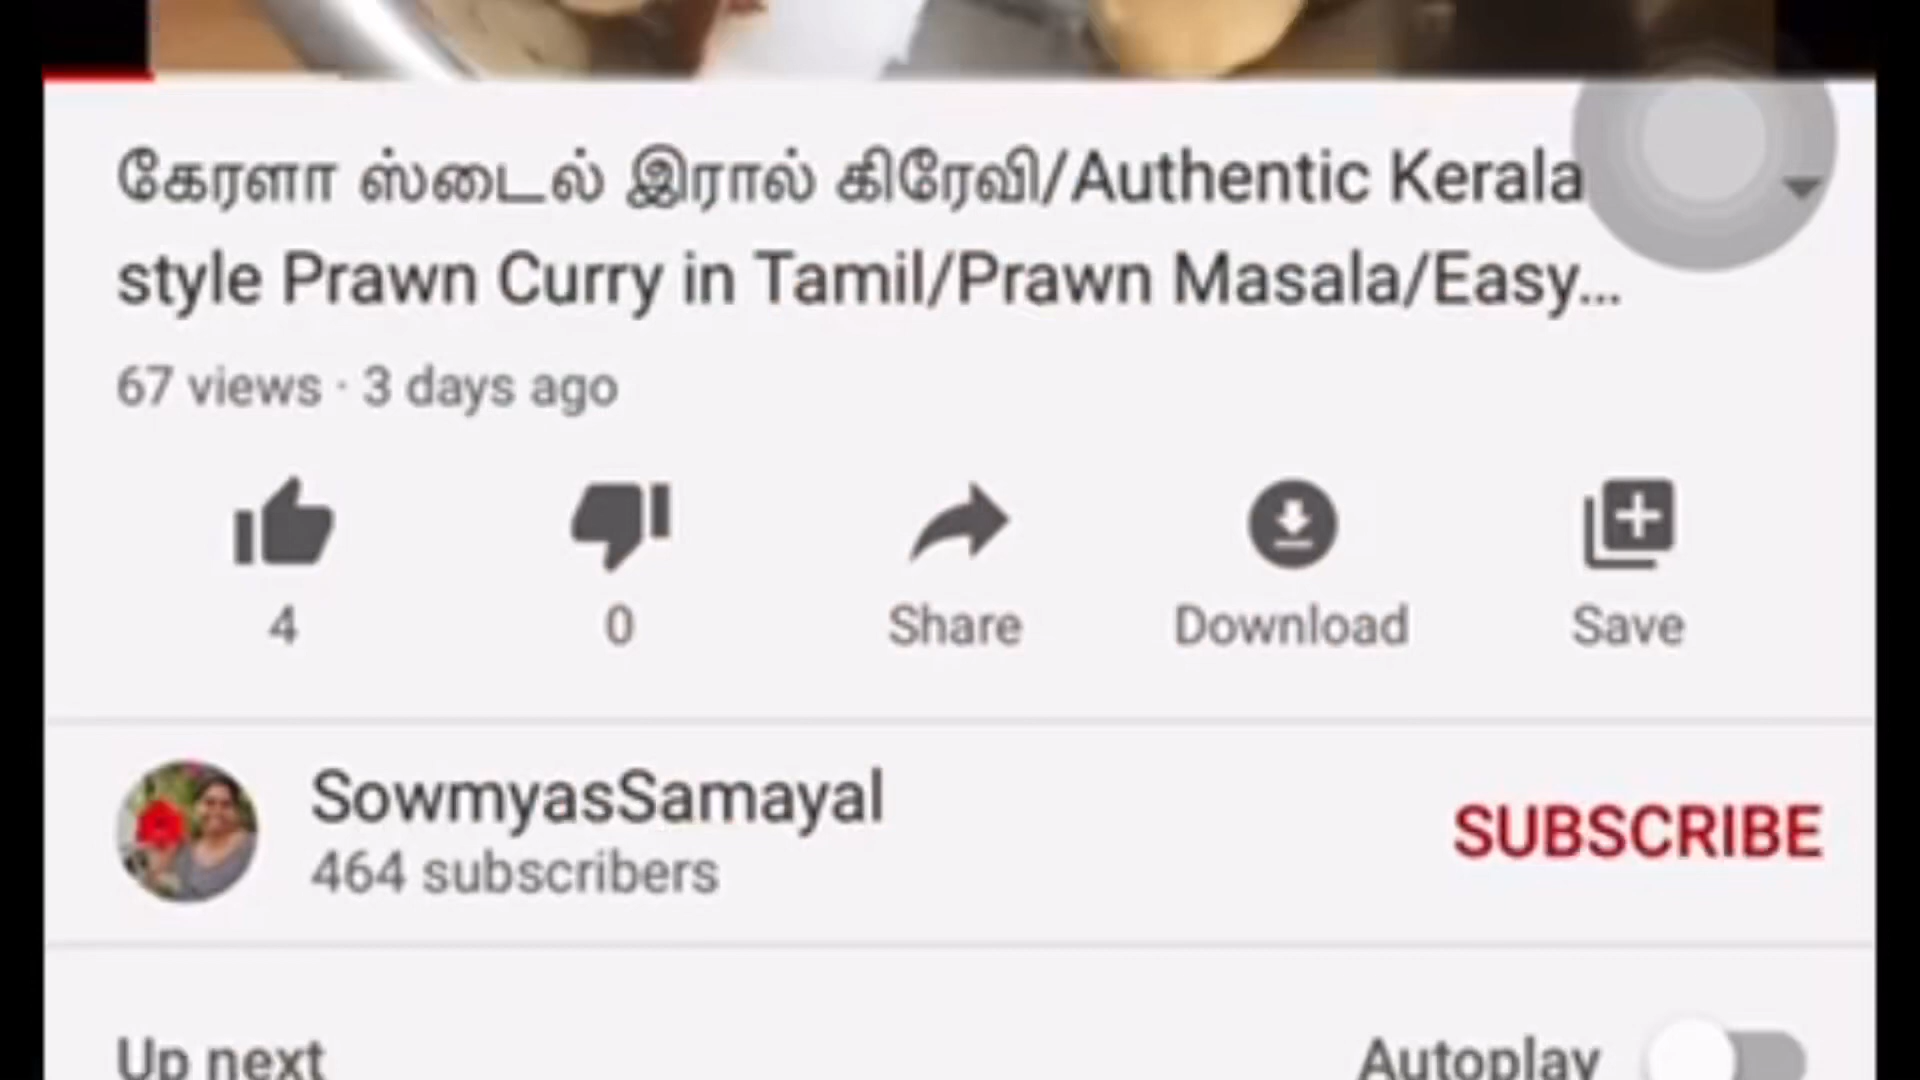 கேரளா ஸ்டைல் இரால் கிரேவி/Authentic Kerala
style Prawn Curry in Tamil/Prawn Masala/Easy...
67 views · 3 days ago
4
0
Share
Download
Save
SowmyasSamayal
464 subscribers
SUBSCRIBE
Up next
Autoplay